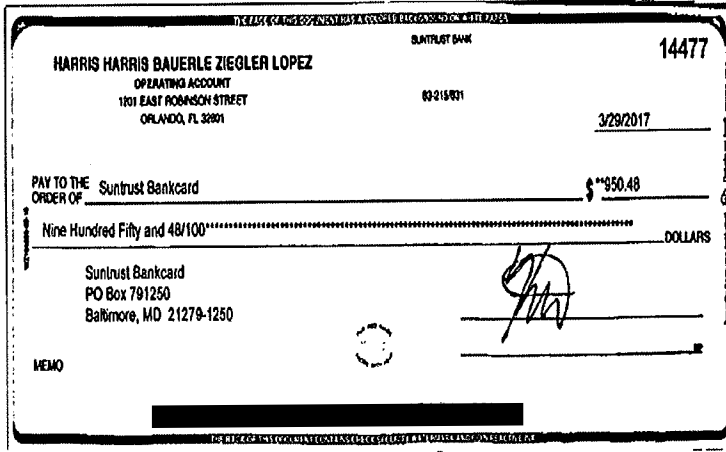 SUNTRUST BANK
14477
HARRIS HARRIS BAUERLE ZIEGLER LOPEZ
OPERATING ACCOUNT
1201 EAST ROBINSON STREET
ORLANDO, FL 32801
63-215/631
3/29/2017
PAY TO THE
ORDER OF Suntrust Bankcard $ **950.48
Nine Hundred Fifty and 48/100**************************************************** DOLLARS
Suntrust Bankcard
PO Box 791250
Baltimore, MD 21279-1250
MEMO